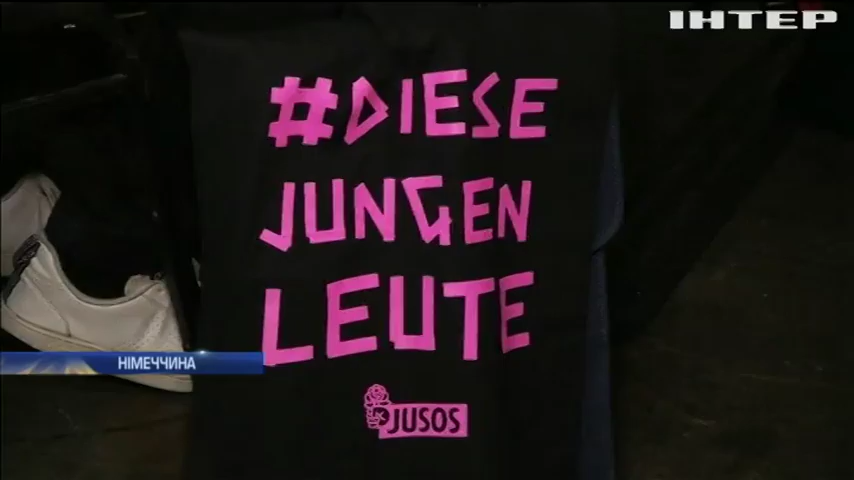 ІНТЕР
#DIESE
JUNGEN
LEUTE
НІМЕЧЧИНА
JUSOS